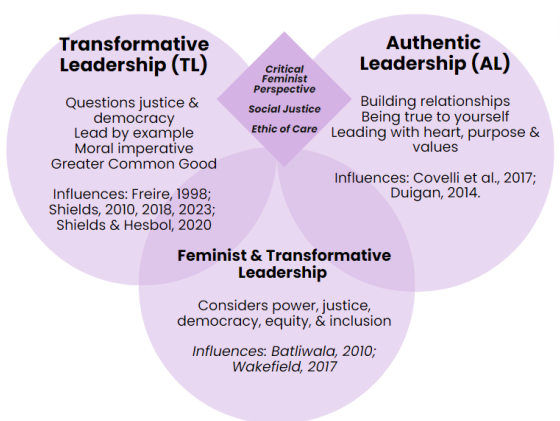 Transformative
Leadership (TL)
Questions justice &
democracy
Lead by example
Moral imperative
Greater Common Good
Influences: Freire, 1998;
Shields, 2010, 2018, 2023;
Shields & Hesbol, 2020
Critical
Feminist
Perspective
Social Justice
Ethic of Care
Authentic
Leadership (AL)
Building relationships
Being true to yourself
Leading with heart, purpose &
values
Influences: Covelli et al., 2017;
Duigan, 2014.
Feminist & Transformative
Leadership
Considers power, justice,
democracy, equity, & inclusion
Influences: Batliwala, 2010;
Wakefield, 2017